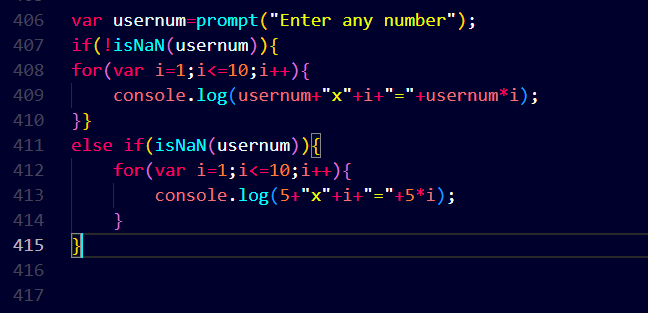 406 var usernum=prompt("Enter any number");
407 if(!isNaN(usernum)){
408 for(var i=1;i<=10;i++){
409     console.log(usernum+"x"+i+"="+usernum*i);
410 }}
411 else if(isNaN(usernum)){
412     for(var i=1;i<=10;i++){
413         console.log(5+"x"+i+"="+5*i);
414     }
415 }
416
417